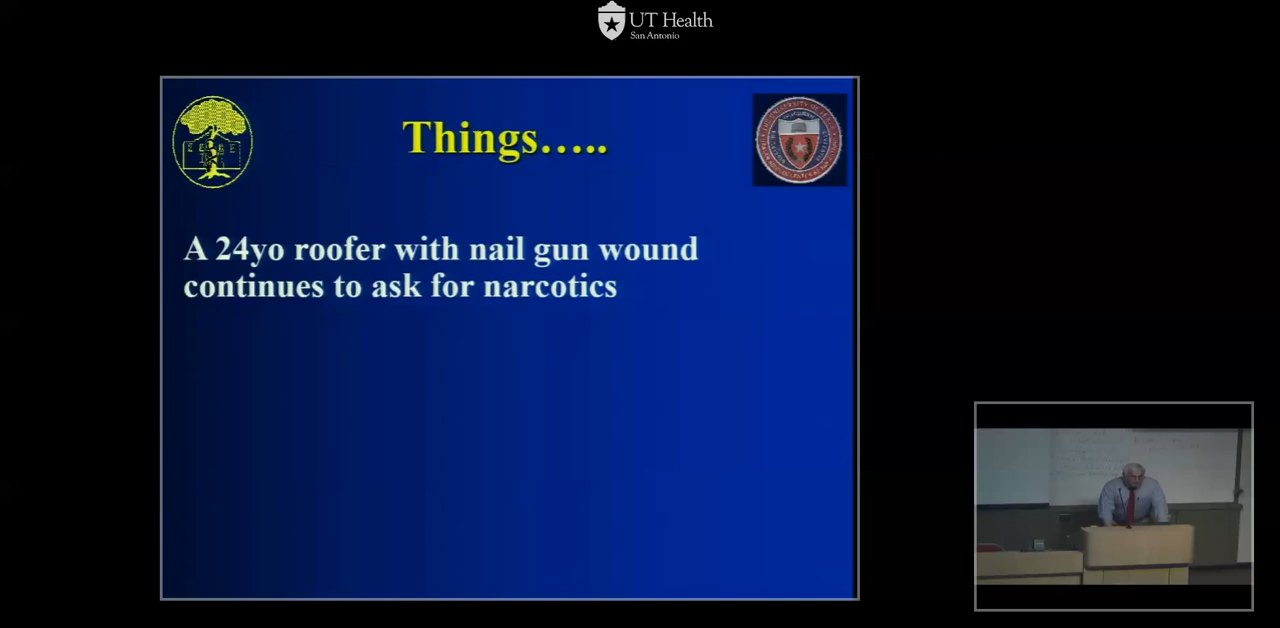 UT Health
San Antonio
Things…..
A 24yo roofer with nail gun wound
continues to ask for narcotics